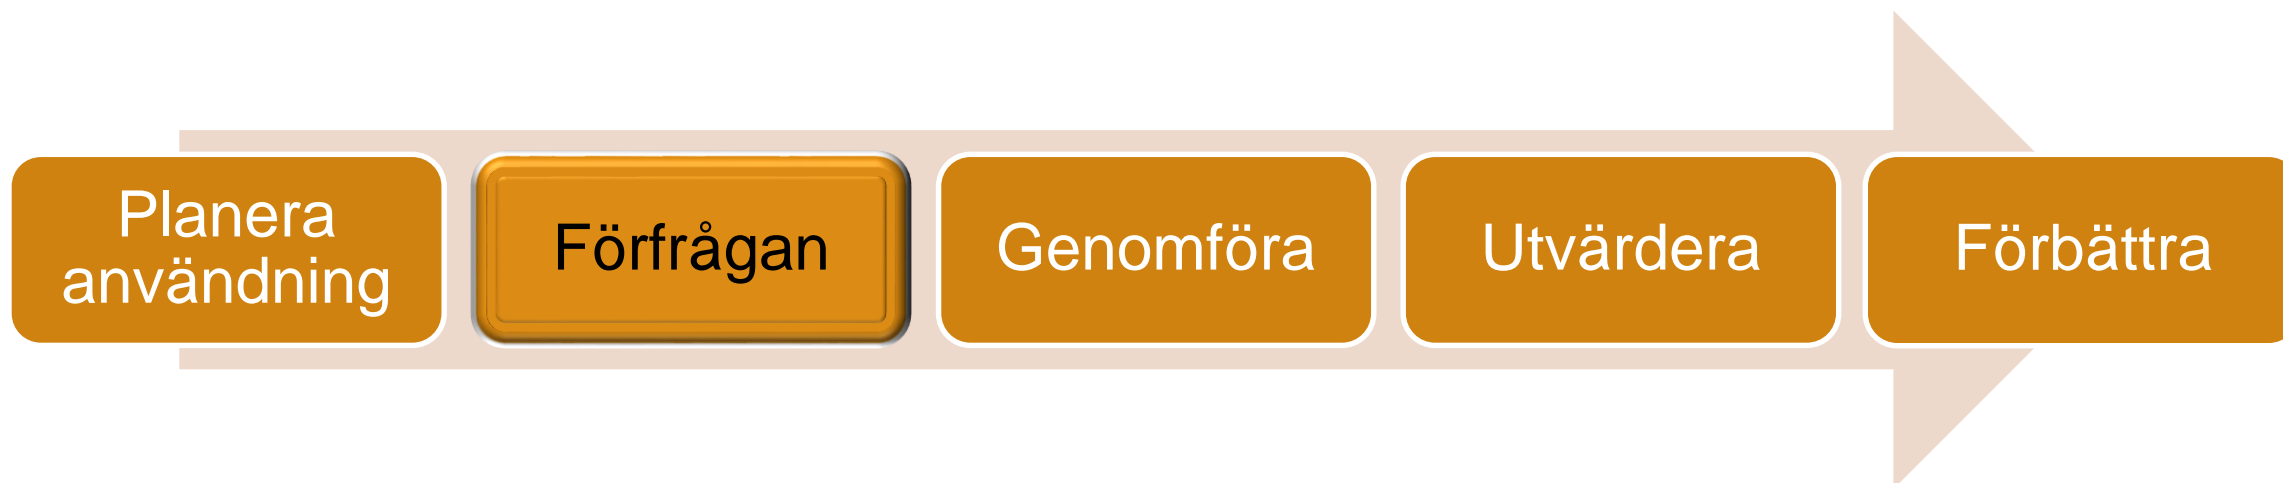 Planera
användning
Förfrågan
Genomföra
Utvärdera
Förbättra